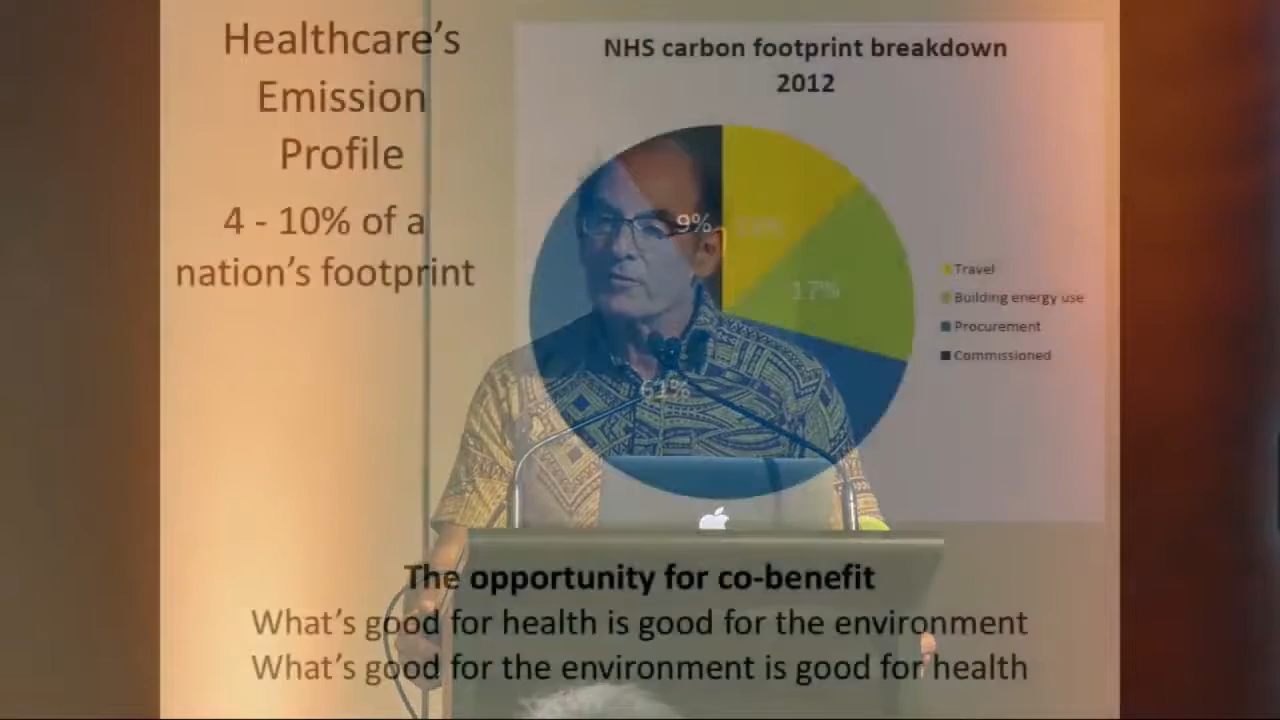 Healthcare's
Emission
Profile
4 - 10% of a
nation's footprint
NHS carbon footprint breakdown
2012
9%
17%
61%
Travel
Building energy use
Procurement
Commissioned
The opportunity for co-benefit
What's good for health is good for the environment
What's good for the environment is good for health